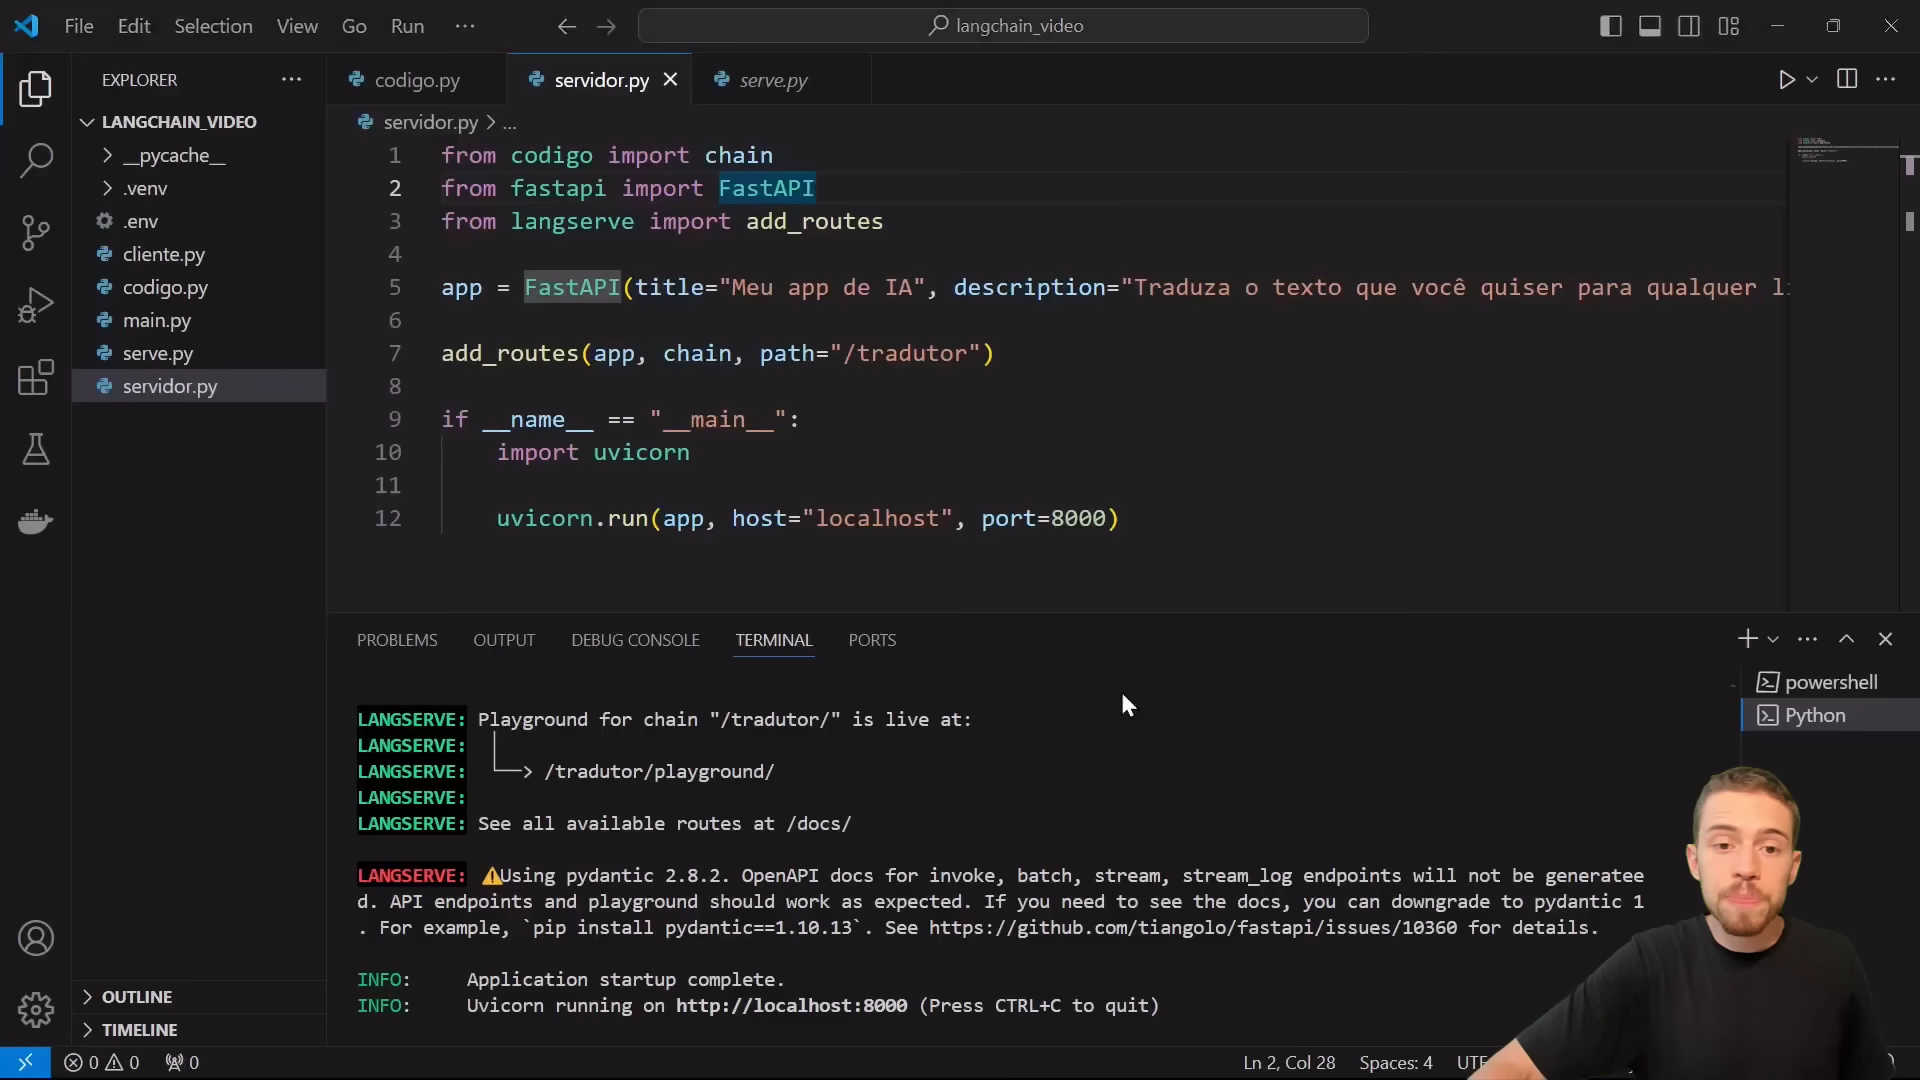 File Edit Selection View Go Run ...
langchain_video
EXPLORER
LANGCHAIN_VIDEO
__pycache__
.venv
.env
cliente.py
codigo.py
main.py
serve.py
servidor.py
OUTLINE
TIMELINE
codigo.py servidor.py serve.py
servidor.py > ...
1 from codigo import chain
2 from fastapi import FastAPI
3 from langserve import add_routes
4
5 app = FastAPI(title="Meu app de IA", description="Traduza o texto que você quiser para qualquer li
6
7 add_routes(app, chain, path="/tradutor")
8
9 if __name__ == "__main__":
10 import uvicorn
11
12 uvicorn.run(app, host="localhost", port=8000)
PROBLEMS OUTPUT DEBUG CONSOLE TERMINAL PORTS
powershell
Python
LANGSERVE: Playground for chain "/tradutor/" is live at:
LANGSERVE: │
LANGSERVE: └──> /tradutor/playground/
LANGSERVE:
LANGSERVE: See all available routes at /docs/
LANGSERVE: ⚠️Using pydantic 2.8.2. OpenAPI docs for invoke, batch, stream, stream_log endpoints will not be generatee
d. API endpoints and playground should work as expected. If you need to see the docs, you can downgrade to pydantic 1
. For example, `pip install pydantic==1.10.13`. See https://github.com/tiangolo/fastapi/issues/10360 for details.
INFO: Application startup complete.
INFO: Uvicorn running on http://localhost:8000 (Press CTRL+C to quit)
0 0 0
Ln 2, Col 28 Spaces: 4